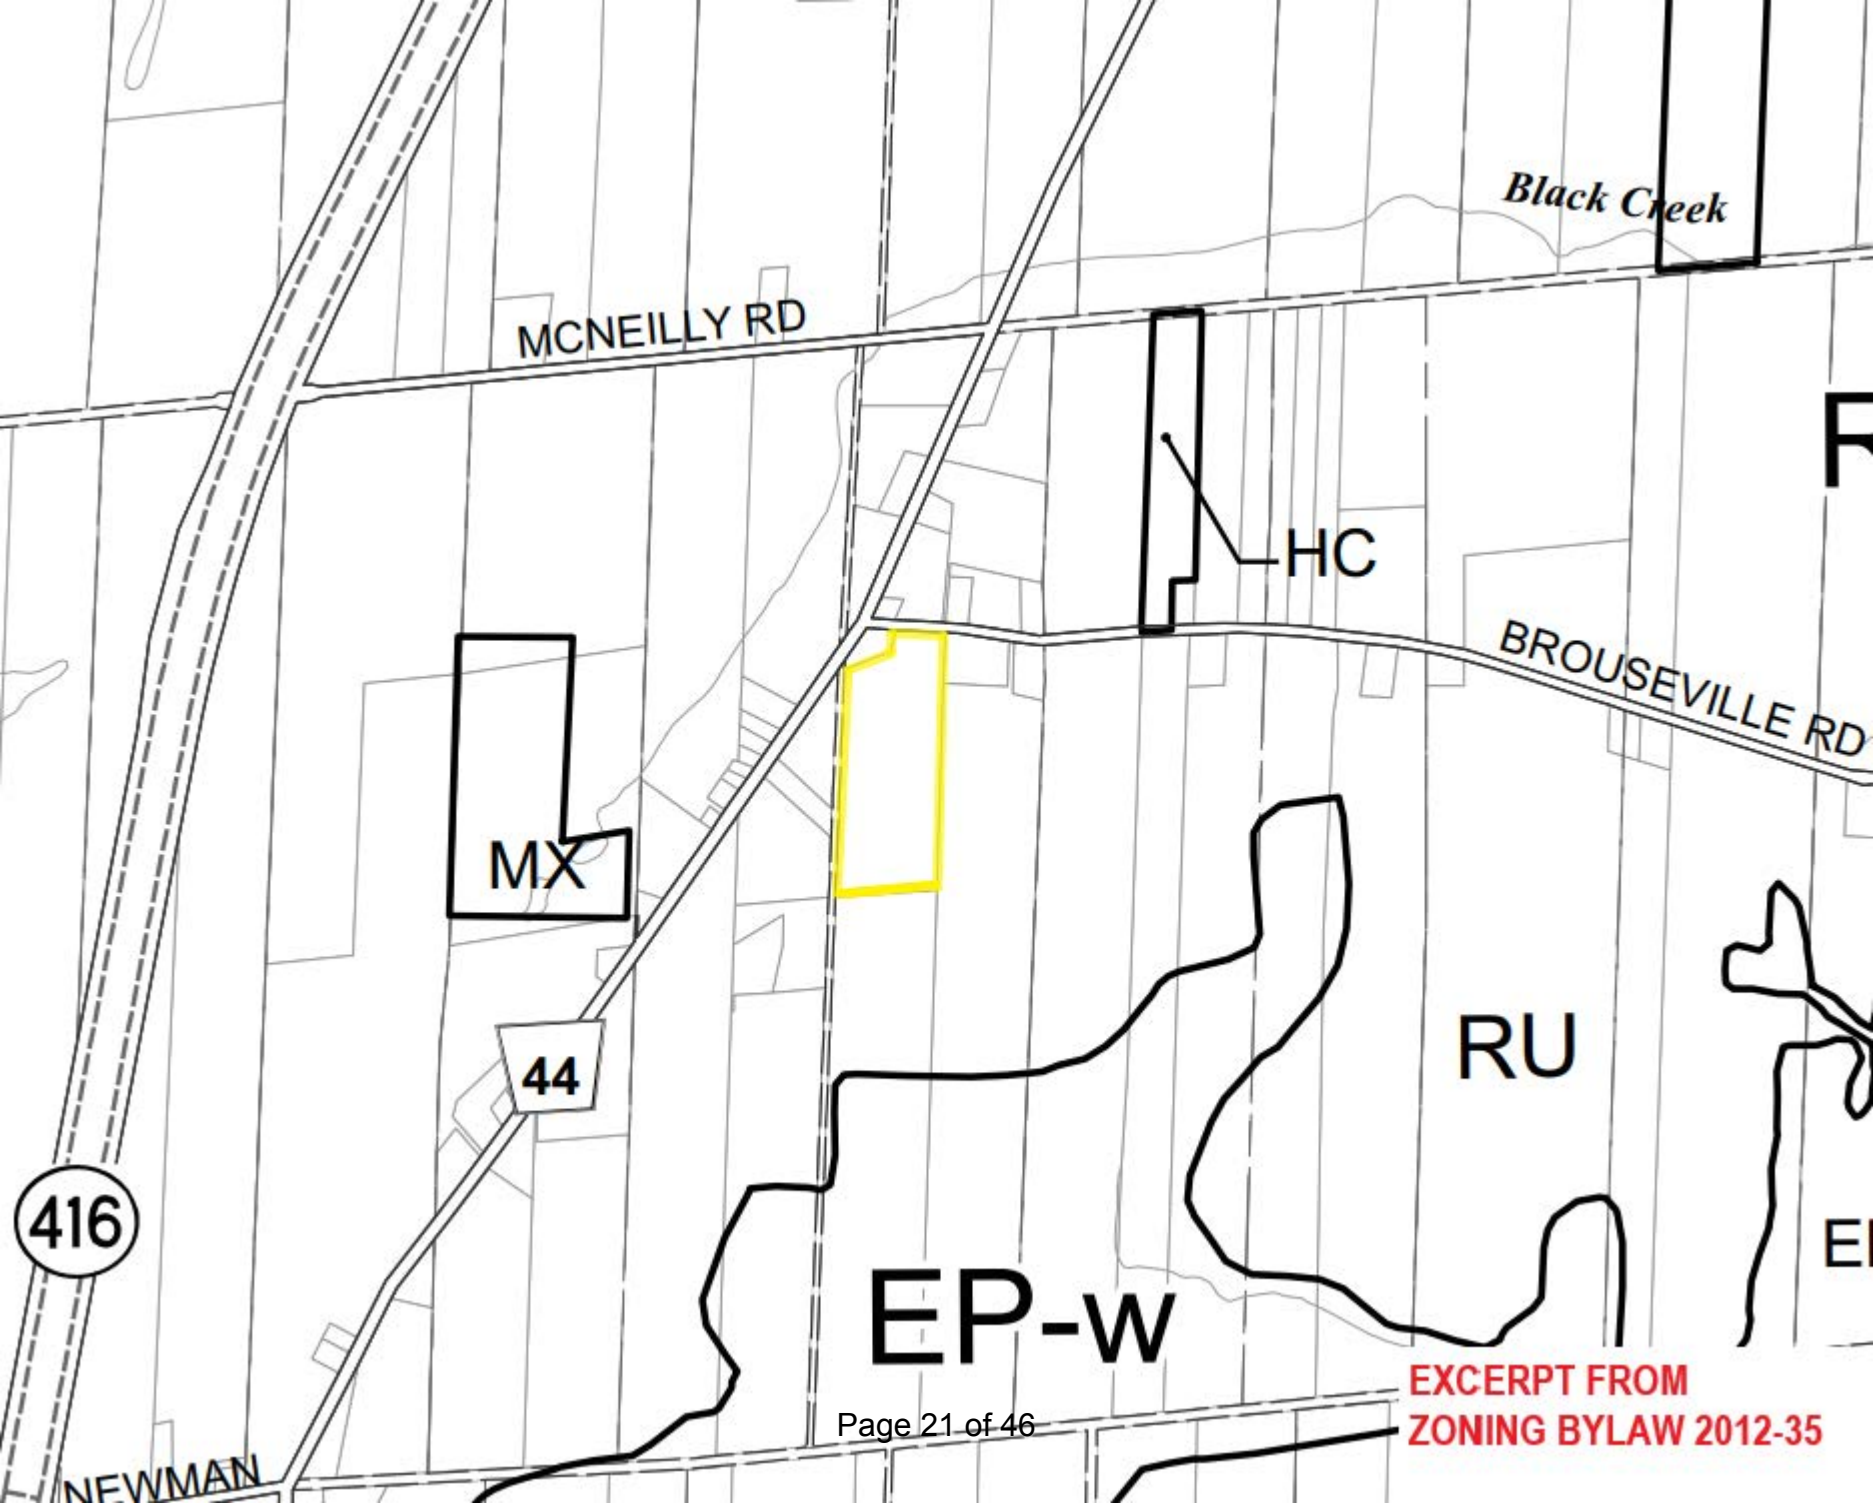 Black Creek
MCNEILLY RD
R
HC
BROUSEVILLE RD
MX
RU
44
416
EP-w
EXCERPT FROM
ZONING BYLAW 2012-35
Page 21 of 46
NEWMAN